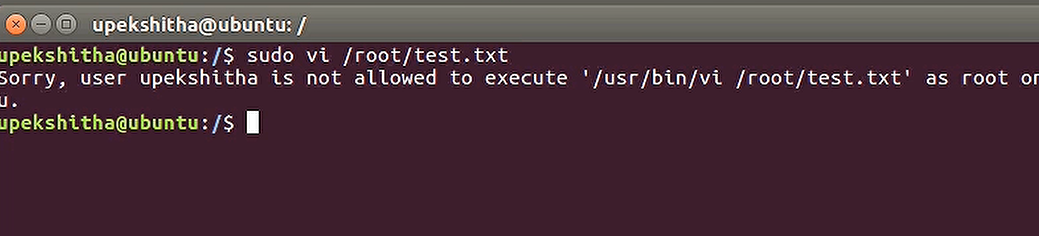 upekshitha@ubuntu: /
upekshitha@ubuntu:/$ sudo vi /root/test.txt
Sorry, user upekshitha is not allowed to execute '/usr/bin/vi /root/test.txt' as root on
u.
upekshitha@ubuntu:/$